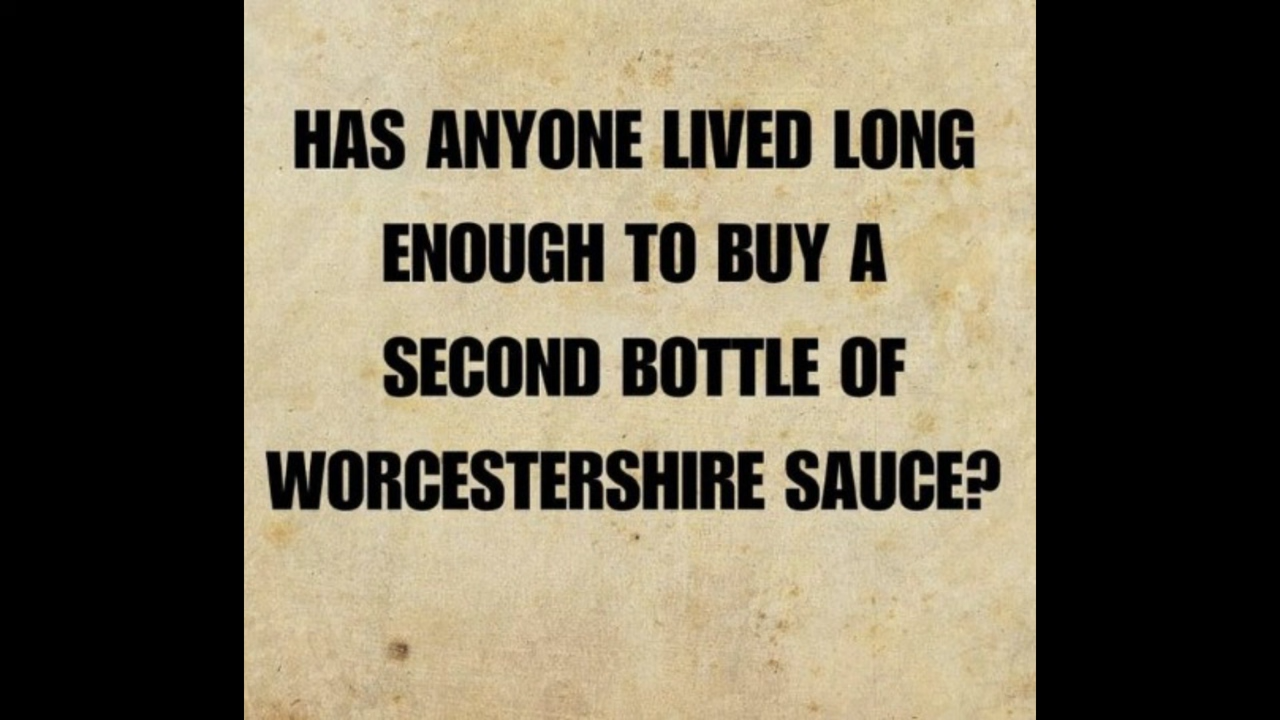 HAS ANYONE LIVED LONG
ENOUGH TO BUY A
SECOND BOTTLE OF
WORCESTERSHIRE SAUCE?